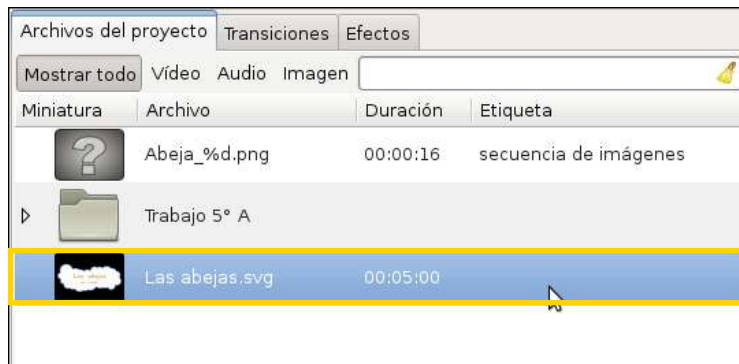 Archivos del proyecto Transiciones Efectos
Mostrar todo Vídeo Audio Imagen
Miniatura Archivo Duración Etiqueta
Abeja_%d.png 00:00:16 secuencia de imágenes
Trabajo 5° A
Las abejas.svg 00:05:00